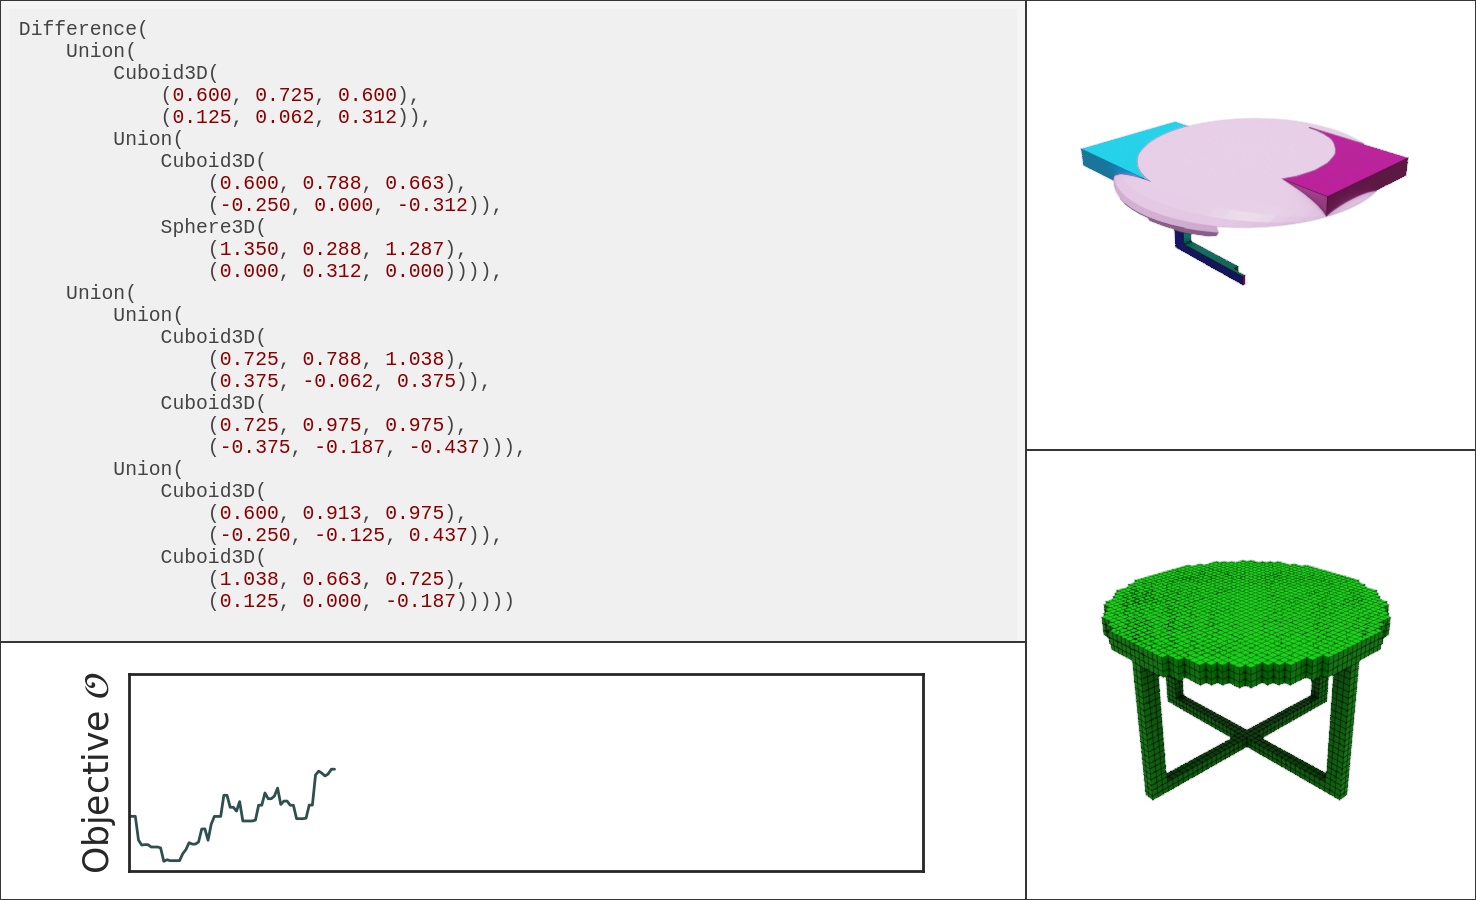 Difference(
    Union(
        Cuboid3D(
            (0.600, 0.725, 0.600),
            (0.125, 0.062, 0.312)),
        Union(
            Cuboid3D(
                (0.600, 0.788, 0.663),
                (-0.250, 0.000, -0.312)),
            Sphere3D(
                (1.350, 0.288, 1.287),
                (0.000, 0.312, 0.000)))),
    Union(
        Union(
            Cuboid3D(
                (0.725, 0.788, 1.038),
                (0.375, -0.062, 0.375)),
            Cuboid3D(
                (0.725, 0.975, 0.975),
                (-0.375, -0.187, -0.437))),
        Union(
            Cuboid3D(
                (0.600, 0.913, 0.975),
                (-0.250, -0.125, 0.437)),
            Cuboid3D(
                (1.038, 0.663, 0.725),
                (0.125, 0.000, -0.187)))))
Objective 𝒪